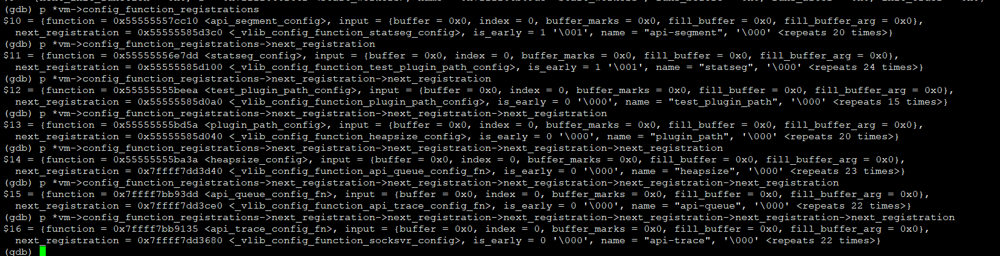 (gdb) p *vm->config_function_registrations
$10 = {function = 0x55555557cc10 <api_segment_config>, input = {buffer = 0x0, index = 0, buffer_marks = 0x0, fill_buffer = 0x0, fill_buffer_arg = 0x0},
  next_registration = 0x55555585d3c0 <_vlib_config_function_statseg_config>, is_early = 1 '\001', name = "api-segment", '\000' <repeats 20 times>}
(gdb) p *vm->config_function_registrations->next_registration
$11 = {function = 0x55555556e7dd <statseg_config>, input = {buffer = 0x0, index = 0, buffer_marks = 0x0, fill_buffer = 0x0, fill_buffer_arg = 0x0},
  next_registration = 0x55555585d100 <_vlib_config_function_test_plugin_path_config>, is_early = 1 '\001', name = "statseg", '\000' <repeats 24 times>}
(gdb) p *vm->config_function_registrations->next_registration->next_registration
$12 = {function = 0x55555555beea <test_plugin_path_config>, input = {buffer = 0x0, index = 0, buffer_marks = 0x0, fill_buffer = 0x0, fill_buffer_arg = 0x0},
  next_registration = 0x55555585d0a0 <_vlib_config_function_plugin_path_config>, is_early = 0 '\000', name = "test_plugin_path", '\000' <repeats 15 times>}
(gdb) p *vm->config_function_registrations->next_registration->next_registration->next_registration
$13 = {function = 0x55555555bd5a <plugin_path_config>, input = {buffer = 0x0, index = 0, buffer_marks = 0x0, fill_buffer = 0x0, fill_buffer_arg = 0x0},
  next_registration = 0x55555585d040 <_vlib_config_function_heapsize_config>, is_early = 0 '\000', name = "plugin_path", '\000' <repeats 20 times>}
(gdb) p *vm->config_function_registrations->next_registration->next_registration->next_registration->next_registration
$14 = {function = 0x55555555ba3a <heapsize_config>, input = {buffer = 0x0, index = 0, buffer_marks = 0x0, fill_buffer = 0x0, fill_buffer_arg = 0x0},
  next_registration = 0x7ffff7dd3d40 <_vlib_config_function_api_queue_config_fn>, is_early = 0 '\000', name = "heapsize", '\000' <repeats 23 times>}
(gdb) p *vm->config_function_registrations->next_registration->next_registration->next_registration->next_registration->next_registration
$15 = {function = 0x7ffff7bb93dd <api_queue_config_fn>, input = {buffer = 0x0, index = 0, buffer_marks = 0x0, fill_buffer = 0x0, fill_buffer_arg = 0x0},
  next_registration = 0x7ffff7dd3ce0 <_vlib_config_function_api_trace_config_fn>, is_early = 0 '\000', name = "api-queue", '\000' <repeats 22 times>}
(gdb) p *vm->config_function_registrations->next_registration->next_registration->next_registration->next_registration->next_registration->next_registration
$16 = {function = 0x7ffff7bb9135 <api_trace_config_fn>, input = {buffer = 0x0, index = 0, buffer_marks = 0x0, fill_buffer = 0x0, fill_buffer_arg = 0x0},
  next_registration = 0x7ffff7dd3680 <_vlib_config_function_socksvr_config>, is_early = 0 '\000', name = "api-trace", '\000' <repeats 22 times>}
(gdb)